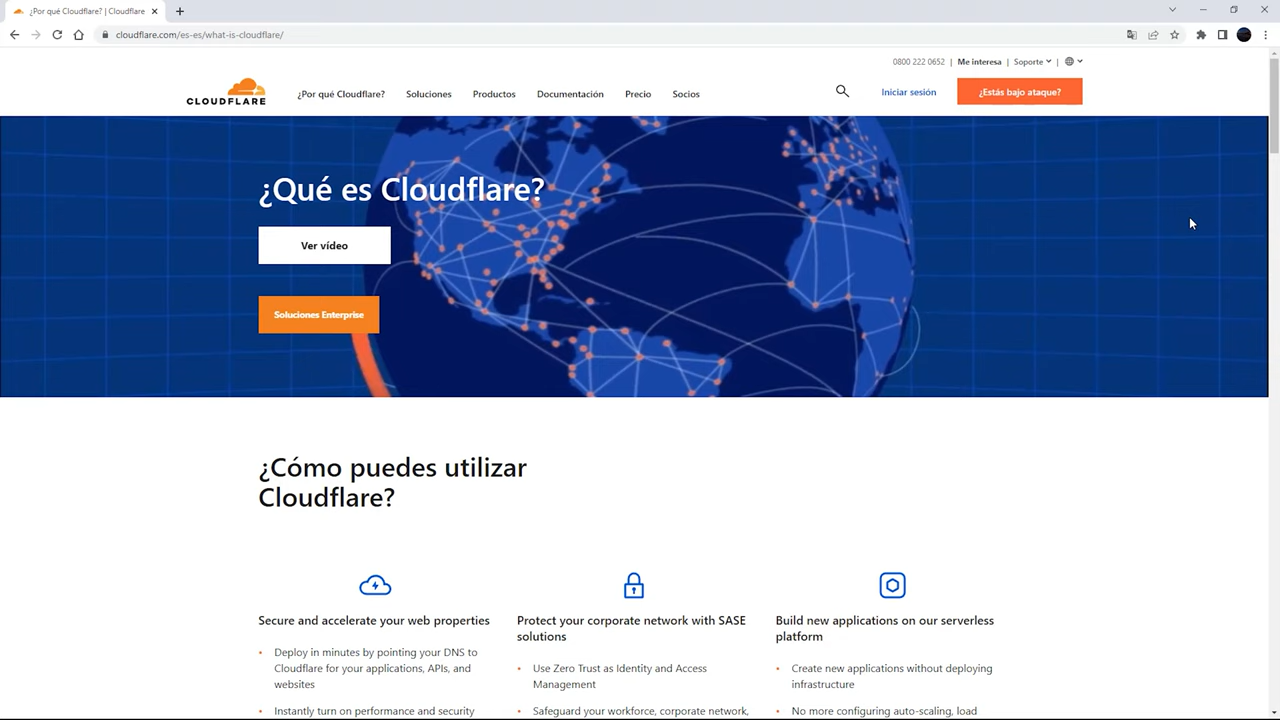 ¿Por qué Cloudflare? | Cloudflare
cloudflare.com/es-es/what-is-cloudflare/
0800 222 0652 | Me interesa | Soporte |
CLOUDFLARE
¿Por qué Cloudflare? Soluciones Productos Documentación Precio Socios
Iniciar sesión
¿Estás bajo ataque?
¿Qué es Cloudflare?
Ver vídeo
Soluciones Enterprise
¿Cómo puedes utilizar
Cloudflare?
Secure and accelerate your web properties
• Deploy in minutes by pointing your DNS to
Cloudflare for your applications, APIs, and
websites
• Instantly turn on performance and security
Protect your corporate network with SASE
solutions
• Use Zero Trust as Identity and Access
Management
• Safeguard your workforce, corporate network,
Build new applications on our serverless
platform
• Create new applications without deploying
infrastructure
• No more configuring auto-scaling, load